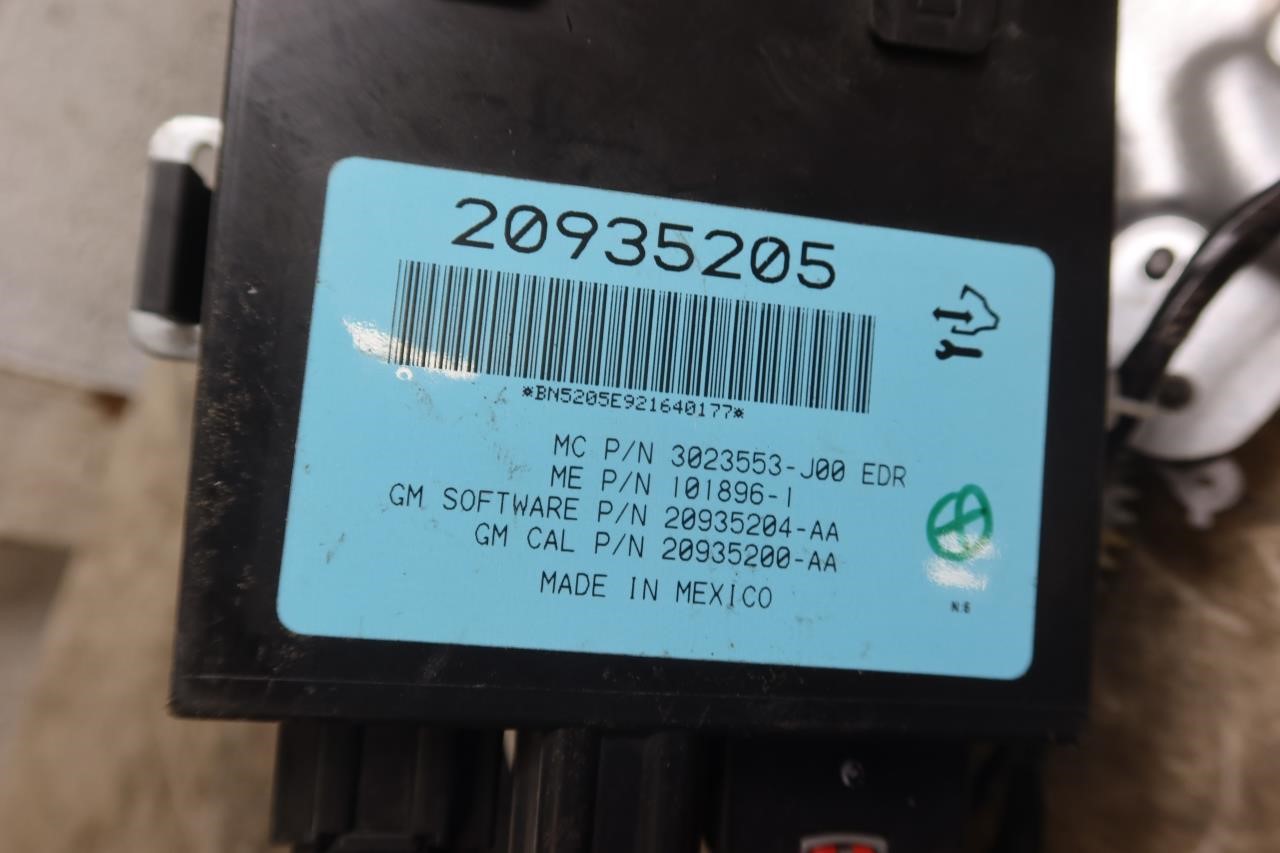 20935205
*BN5205E921640177*
MC P/N 3023553-J00 EDR
ME P/N 101896-1
GM SOFTWARE P/N 20935204-AA
GM CAL P/N 20935200-AA
MADE IN MEXICO
N:6